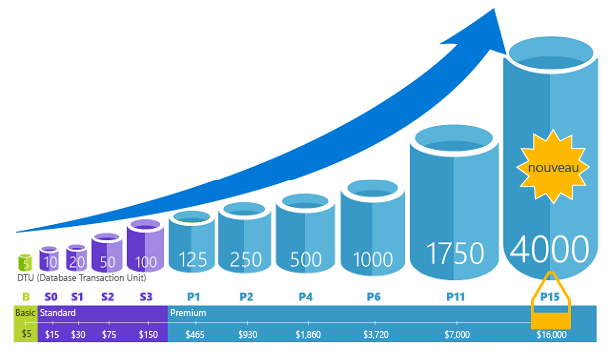 nouveau
5 10 20 50 100 125 250 500 1000 1750 4000
DTU (Database Transaction Unit)
B S0 S1 S2 S3 P1 P2 P4 P6 P11 P15
Basic Standard Premium
$5 $15 $30 $75 $150 $465 $930 $1,860 $3,720 $7,000 $16,000